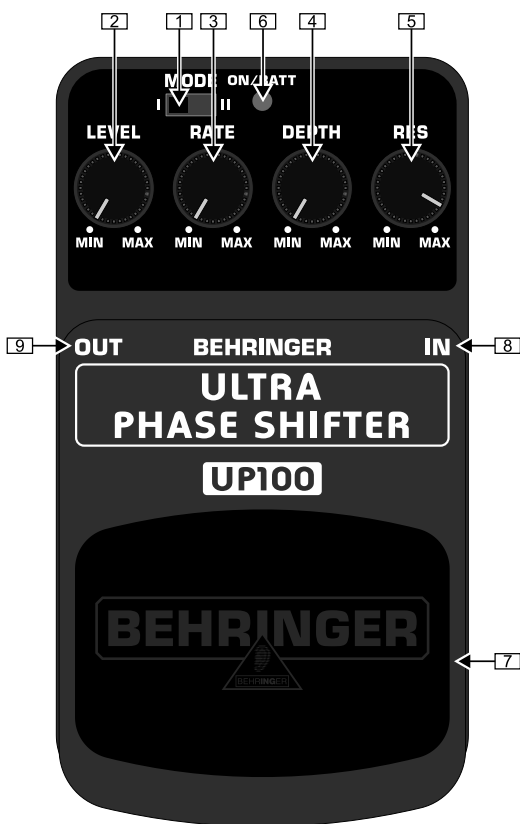 2 1 3 6 4 5
MODE ON/BATT
I II
LEVEL RATE DEPTH RES
MIN MAX MIN MAX MIN MAX MIN MAX
9 OUT BEHRINGER IN 8
ULTRA
PHASE SHIFTER
UP100
BEHRINGER
BEHRINGER
7